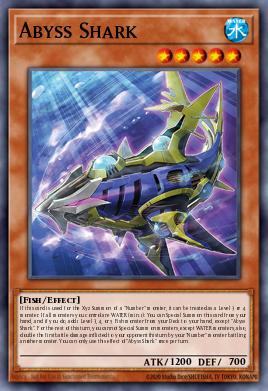 ABYSS SHARK
WATER
水
[FISH/EFFECT]
If this card is used for the Xyz Summon of a "Number" monster, it can be treated as a Level 3 or 4
monster. If all monsters you control are WATER (min. 1): You can Special Summon this card from your
hand, and if you do, add 1 Level 3, 4, or 5 Fish monster from your Deck to your hand, except "Abyss
Shark". For the rest of this turn, you cannot Special Summon monsters, except WATER monsters, also,
double the first battle damage inflicted to your opponent this turn by your "Number" monster battling
another monster. You can only use this effect of "Abyss Shark" once per turn.
ATK/1200 DEF/ 700